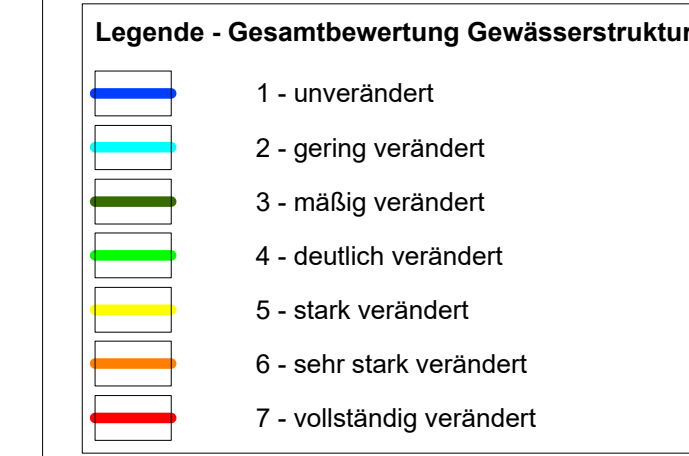 Legende - Gesamtbewertung Gewässerstruktur
1 - unverändert
2 - gering verändert
3 - mäßig verändert
4 - deutlich verändert
5 - stark verändert
6 - sehr stark verändert
7 - vollständig verändert